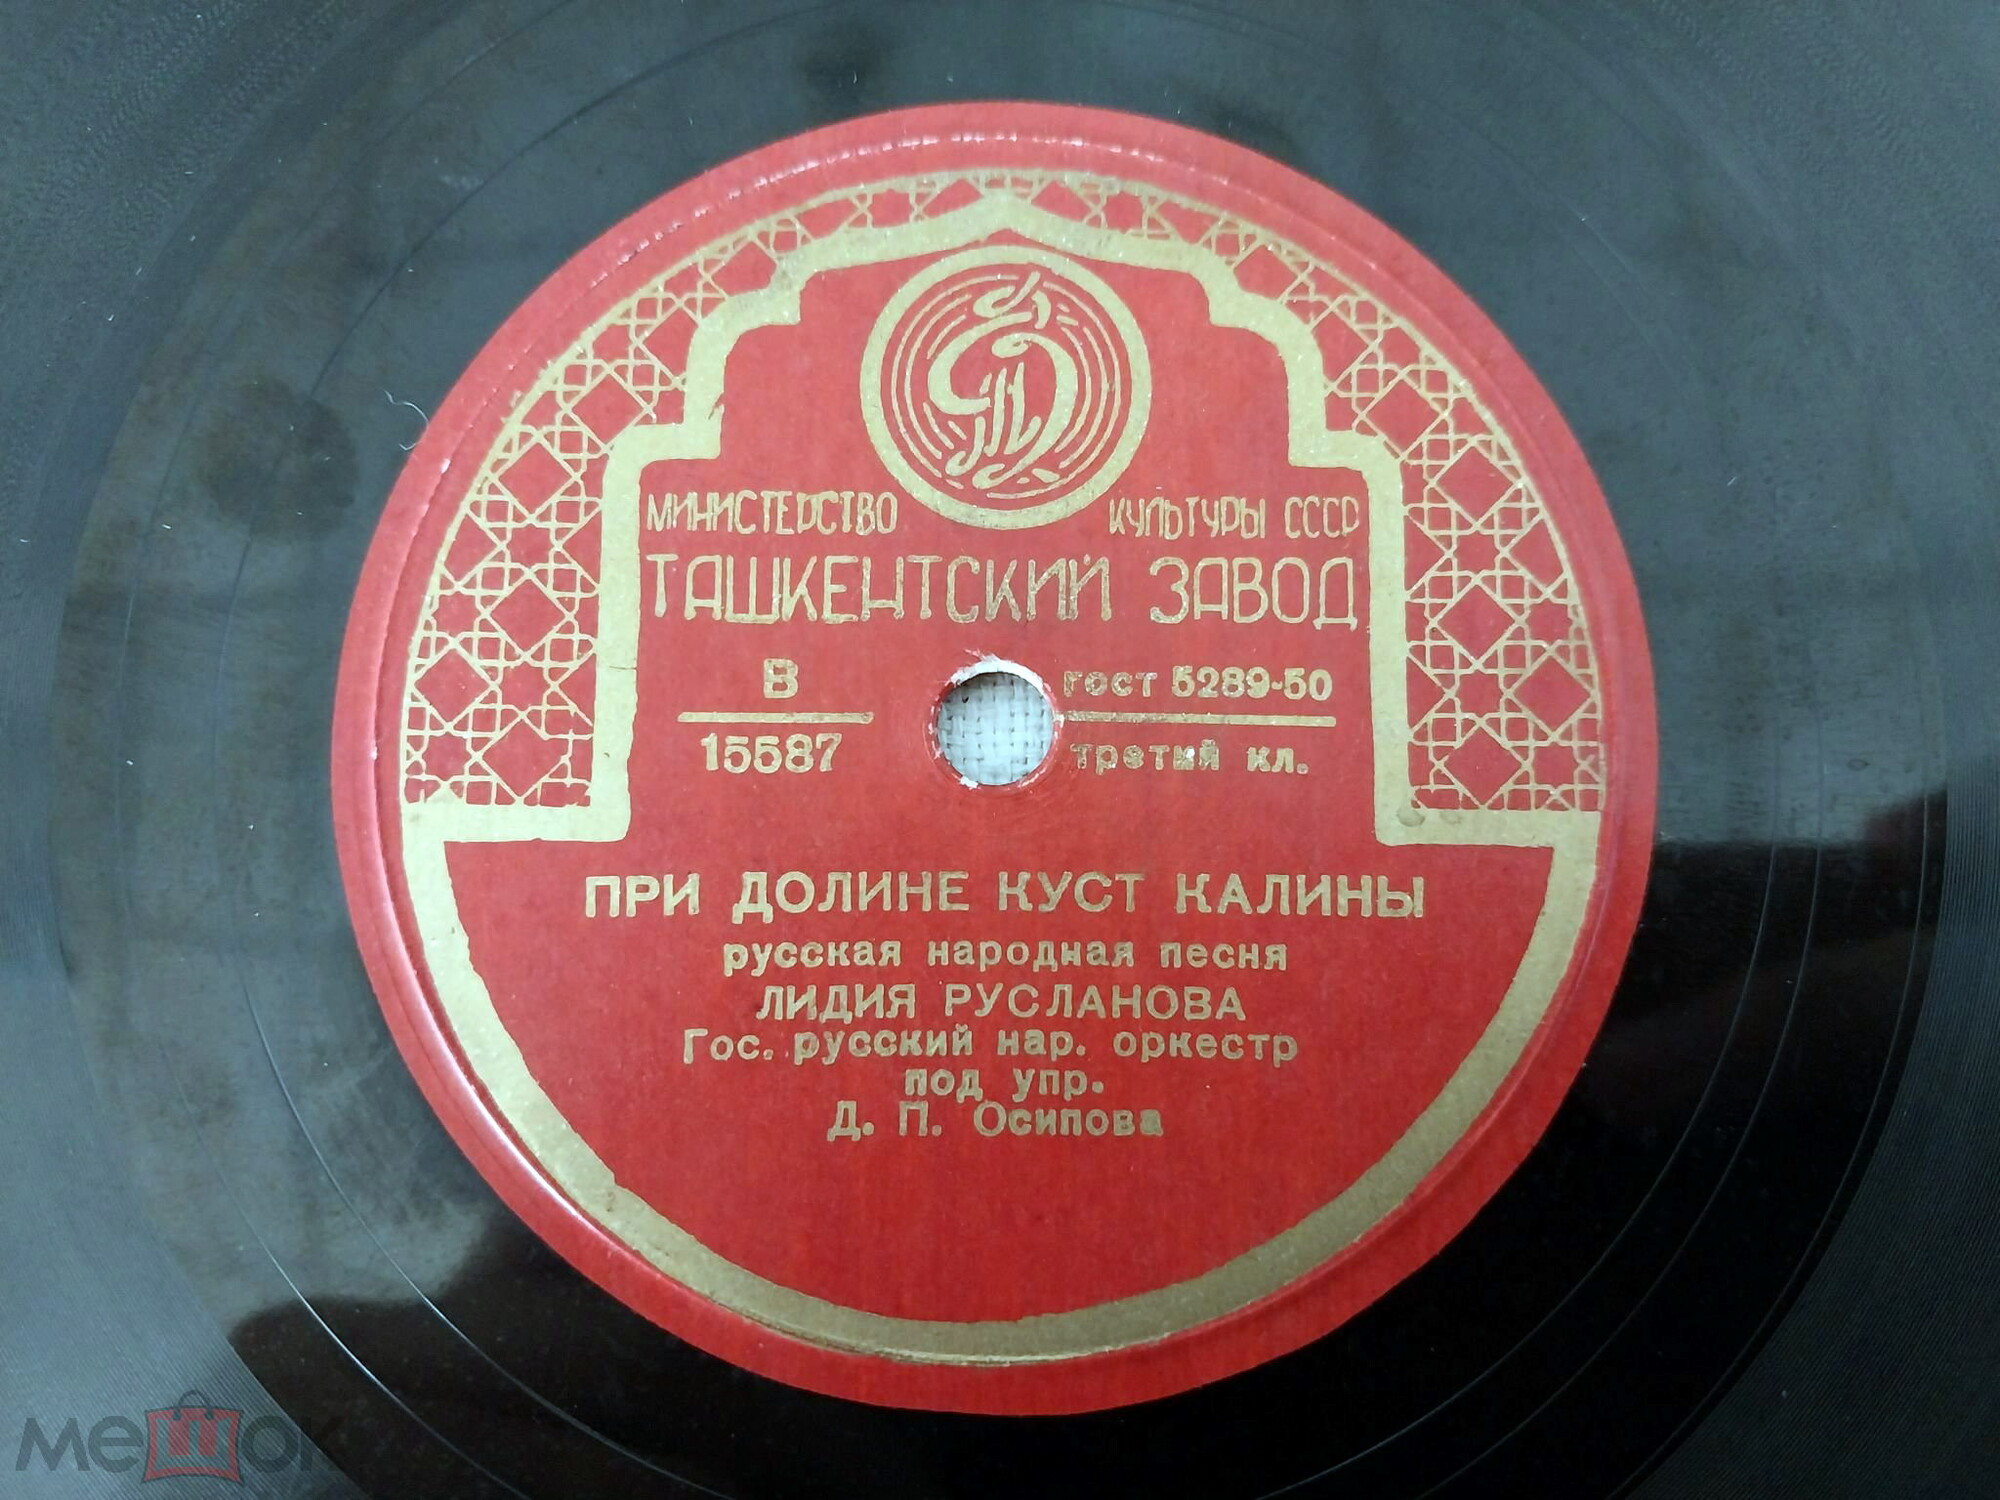 МИНИСТЕРСТВО КУЛЬТУРЫ СССР
ТАШКЕНТСКИЙ ЗАВОД
В
15587
гост 5289-50
третий кл.
ПРИ ДОЛИНЕ КУСТ КАЛИНЫ
русская народная песня
ЛИДИЯ РУСЛАНОВА
Гос. русский нар. оркестр
под упр.
Д. П. Осипова
мешок